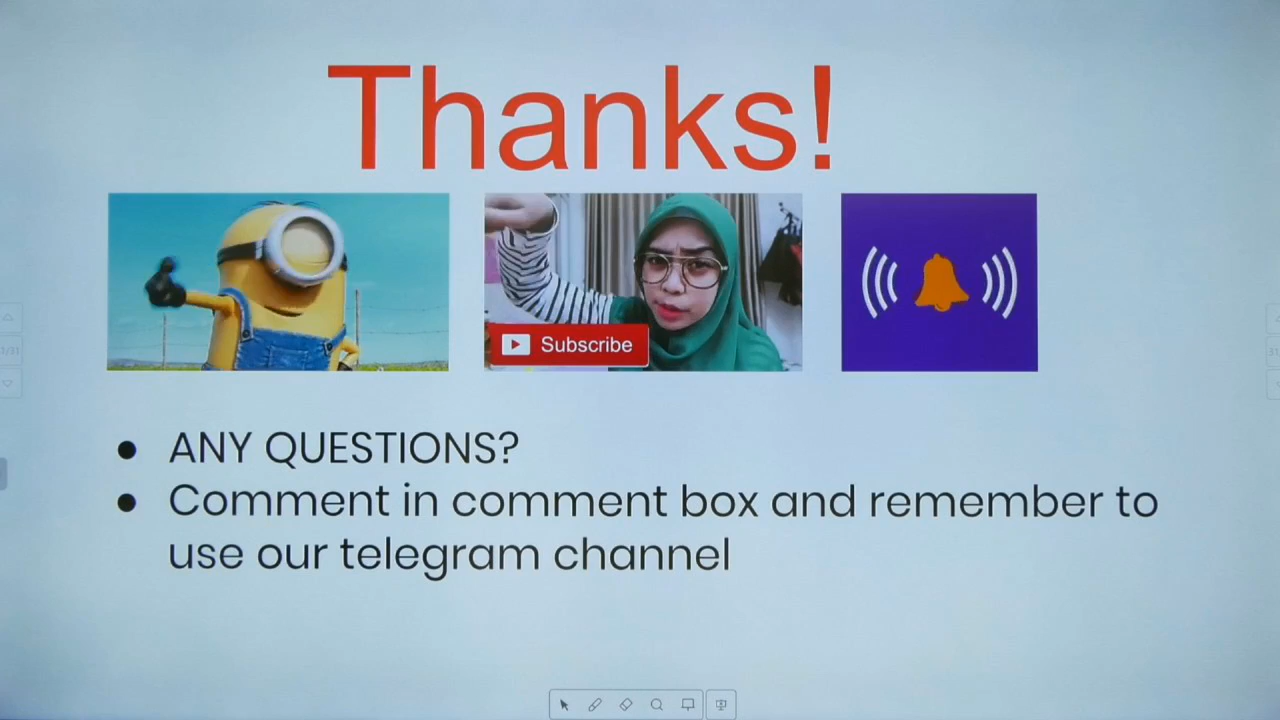 Thanks!
Subscribe
ANY QUESTIONS?
Comment in comment box and remember to
use our telegram channel